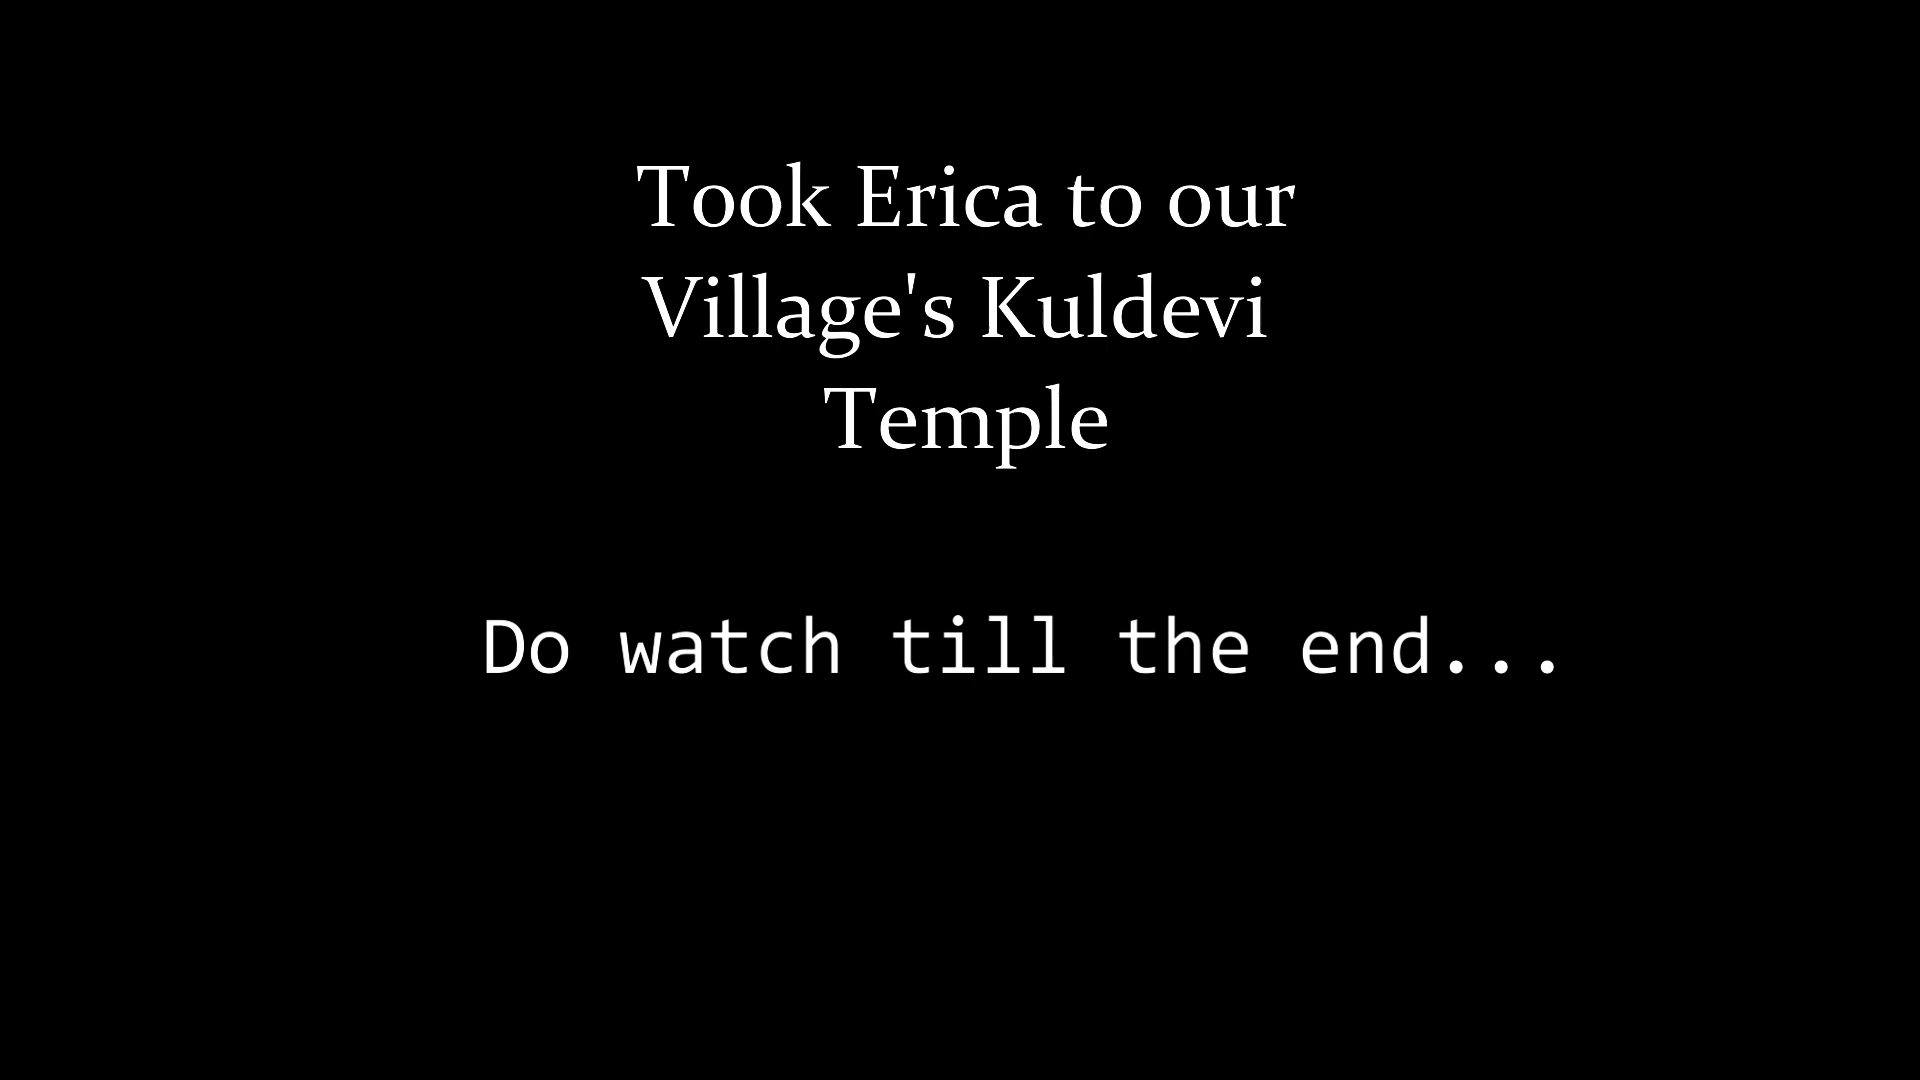 Took Erica to our
Village's Kuldevi
Temple
Do watch till the end...